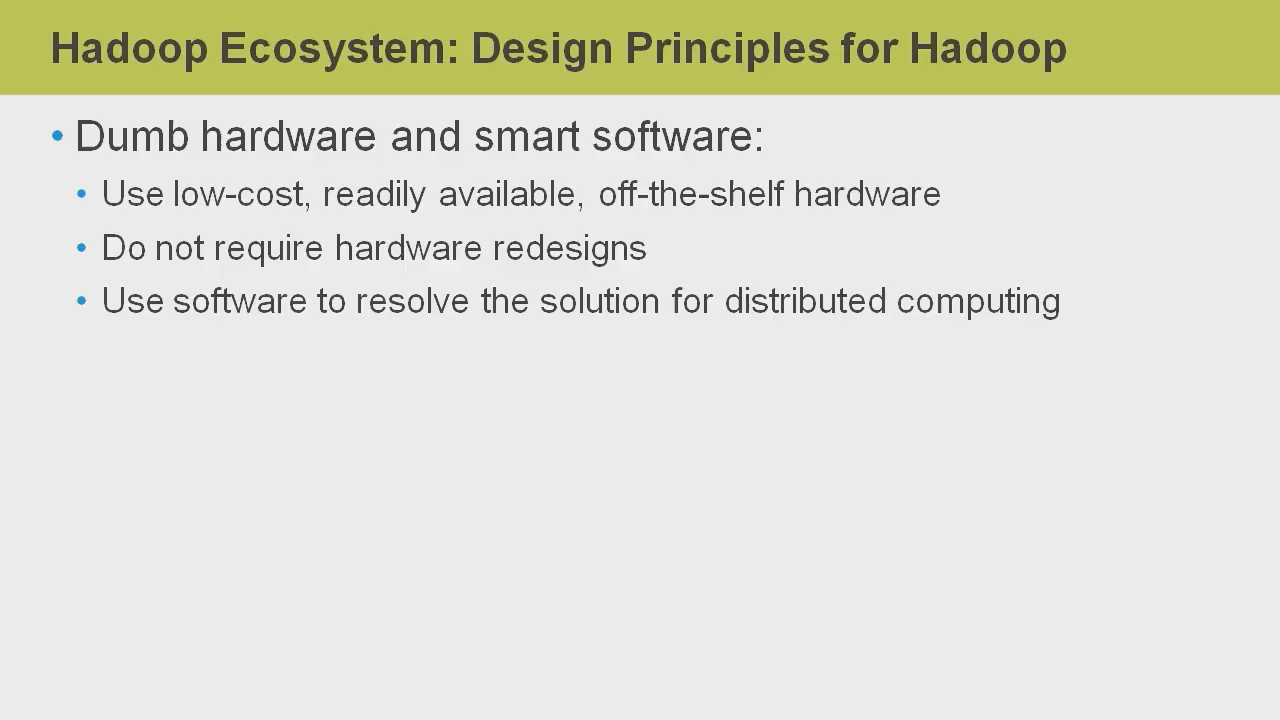 Hadoop Ecosystem: Design Principles for Hadoop
• Dumb hardware and smart software:
• Use low-cost, readily available, off-the-shelf hardware
• Do not require hardware redesigns
• Use software to resolve the solution for distributed computing